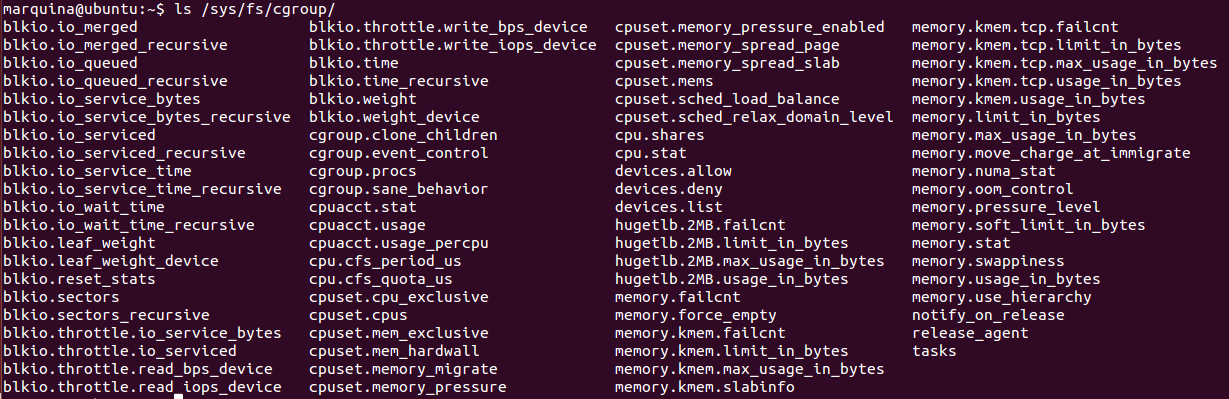 marquina@ubuntu:~$ ls /sys/fs/cgroup/
blkio.io_merged blkio.throttle.write_bps_device cpuset.memory_pressure_enabled memory.kmem.tcp.failcnt
blkio.io_merged_recursive blkio.throttle.write_iops_device cpuset.memory_spread_page memory.kmem.tcp.limit_in_bytes
blkio.io_queued blkio.time cpuset.memory_spread_slab memory.kmem.tcp.max_usage_in_bytes
blkio.io_queued_recursive blkio.time_recursive cpuset.mems memory.kmem.tcp.usage_in_bytes
blkio.io_service_bytes blkio.weight cpuset.sched_load_balance memory.kmem.usage_in_bytes
blkio.io_service_bytes_recursive blkio.weight_device cpuset.sched_relax_domain_level memory.limit_in_bytes
blkio.io_serviced cgroup.clone_children cpu.shares memory.max_usage_in_bytes
blkio.io_serviced_recursive cgroup.event_control cpu.stat memory.move_charge_at_immigrate
blkio.io_service_time cgroup.procs devices.allow memory.numa_stat
blkio.io_service_time_recursive cgroup.sane_behavior devices.deny memory.oom_control
blkio.io_wait_time cpuacct.stat devices.list memory.pressure_level
blkio.io_wait_time_recursive cpuacct.usage hugetlb.2MB.failcnt memory.soft_limit_in_bytes
blkio.leaf_weight cpuacct.usage_percpu hugetlb.2MB.limit_in_bytes memory.stat
blkio.leaf_weight_device cpu.cfs_period_us hugetlb.2MB.max_usage_in_bytes memory.swappiness
blkio.reset_stats cpu.cfs_quota_us hugetlb.2MB.usage_in_bytes memory.usage_in_bytes
blkio.sectors cpuset.cpu_exclusive memory.failcnt memory.use_hierarchy
blkio.sectors_recursive cpuset.cpus memory.force_empty notify_on_release
blkio.throttle.io_service_bytes cpuset.mem_exclusive memory.kmem.failcnt release_agent
blkio.throttle.io_serviced cpuset.mem_hardwall memory.kmem.limit_in_bytes tasks
blkio.throttle.read_bps_device cpuset.memory_migrate memory.kmem.max_usage_in_bytes
blkio.throttle.read_iops_device cpuset.memory_pressure memory.kmem.slabinfo